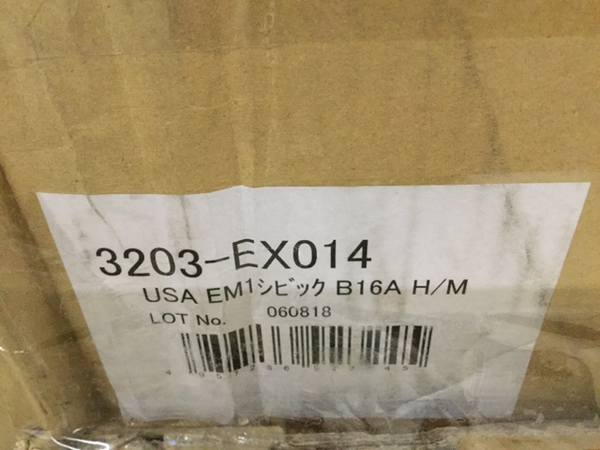 3203-EX014
USA EM1ｼﾋﾞｯｸ B16A H/M
LOT No. 060818